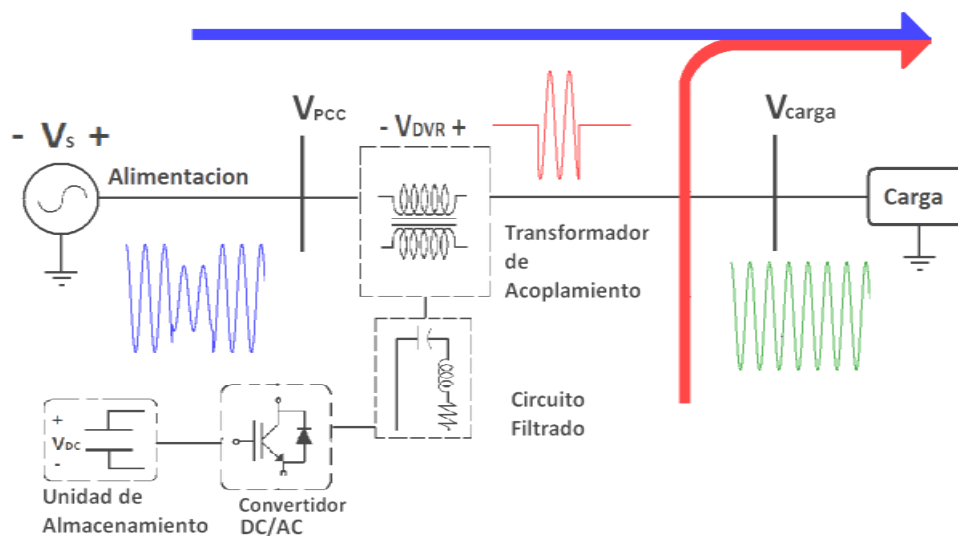 - Vs +
Alimentacion
VPCC
- VDVR +
Vcarga
Carga
Transformador
de
Acoplamiento
Circuito
Filtrado
+
VDC
-
Unidad de
Almacenamiento
Convertidor
DC/AC